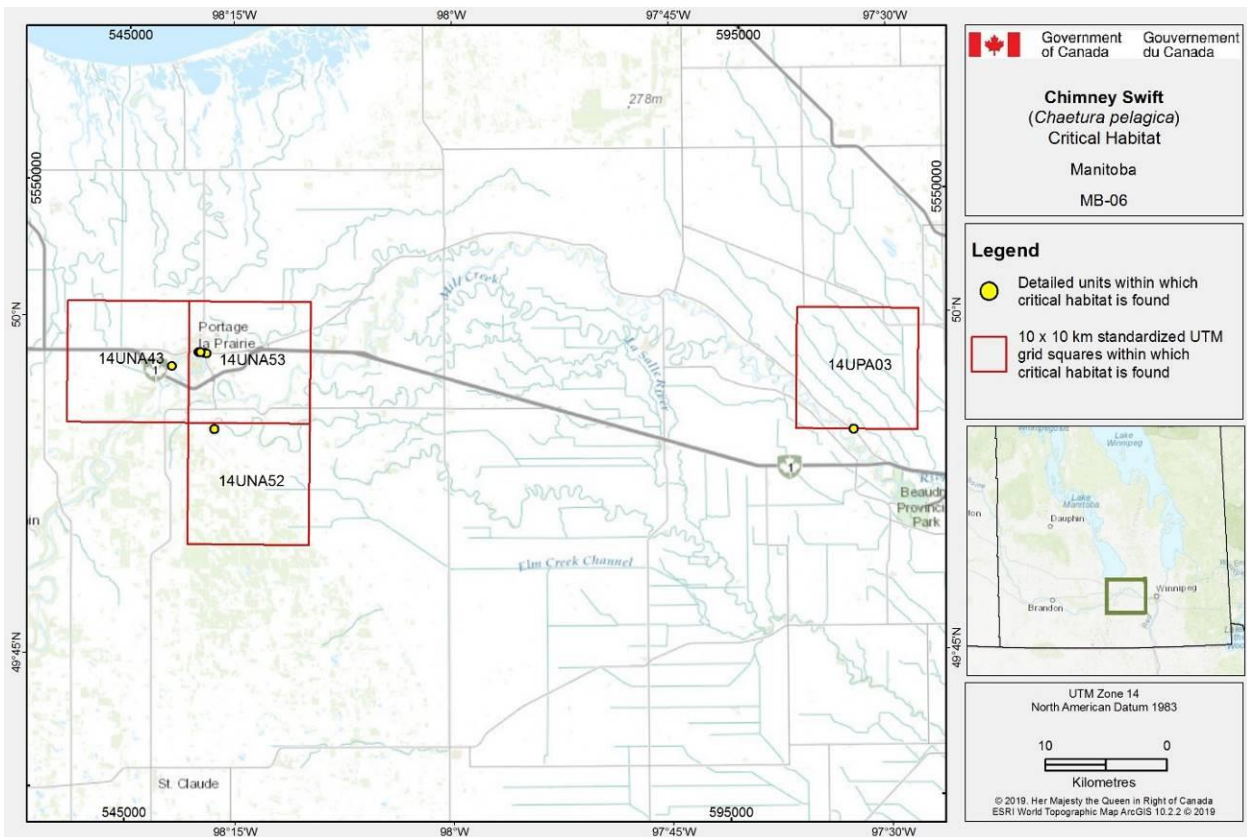 98°15'W
98°W
97°45'W
97°30'W
545000
595000
278m
5550000
5550000
50°N
50°N
Mill Creek
Portage
la Prairie
14UNA43
14UNA53
1
La Salle River
14UPA03
14UNA52
1
Beaudr
Provinci
Park
Elm Creek Channel
in
49°45'N
49°45'N
St. Claude
545000
595000
98°15'W
98°W
97°45'W
97°30'W
Government
of Canada
Gouvernement
du Canada
Chimney Swift
(Chaetura pelagica)
Critical Habitat
Manitoba
MB-06
Legend
Detailed units within which
critical habitat is found
10 x 10 km standardized UTM
grid squares within which
critical habitat is found
Lake
Winnipeg
Lake
Manitoba
Dauphin
Brandon
Winnipeg
UTM Zone 14
North American Datum 1983
10 0
Kilometres
© 2019. Her Majesty the Queen in Right of Canada
ESRI World Topographic Map ArcGIS 10.2.2 © 2019